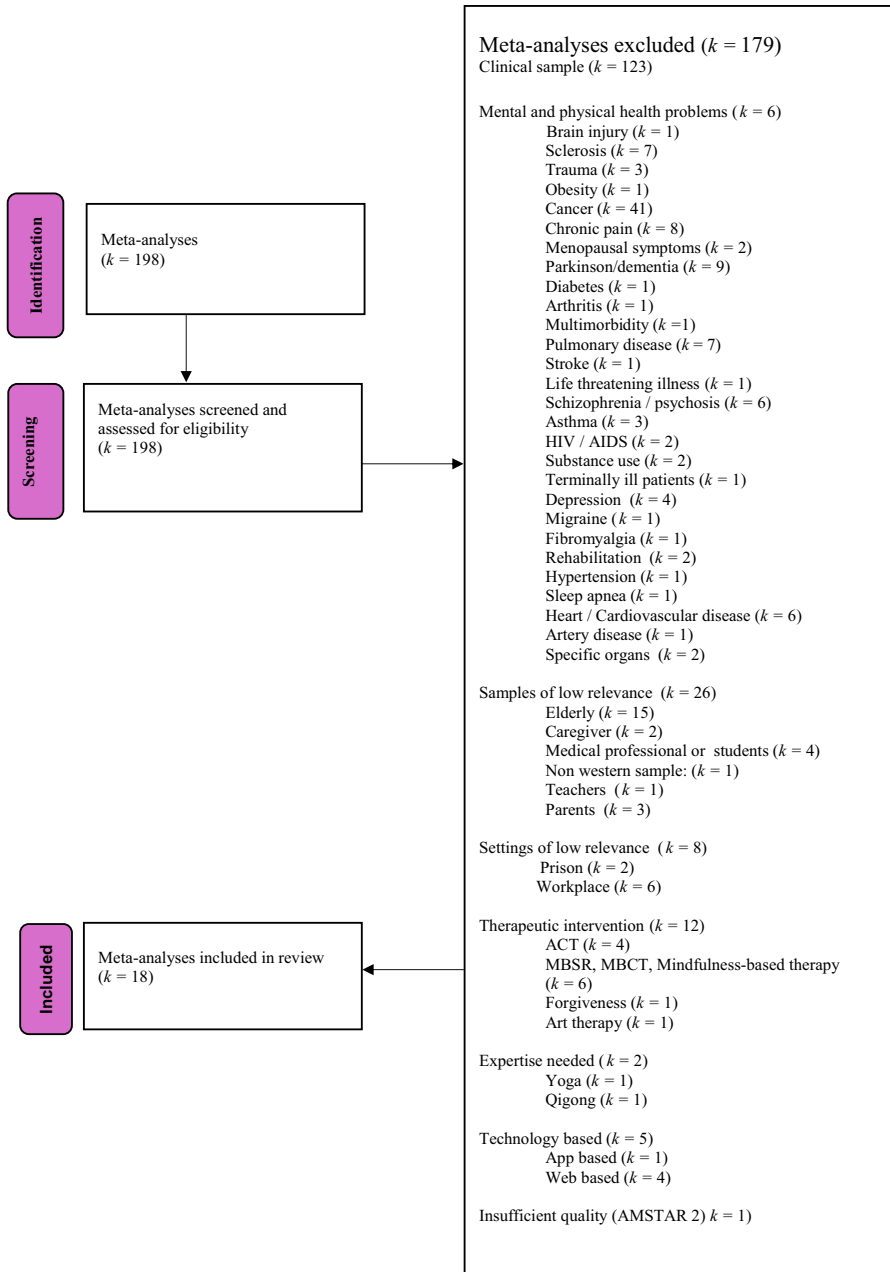 Identification
Meta-analyses
(k = 198)
Screening
Meta-analyses screened and
assessed for eligibility
(k = 198)
Meta-analyses excluded (k = 179)
Clinical sample (k = 123)
Mental and physical health problems (k = 6)
Brain injury (k = 1)
Sclerosis (k = 7)
Trauma (k = 3)
Obesity (k = 1)
Cancer (k = 41)
Chronic pain (k = 8)
Menopausal symptoms (k = 2)
Parkinson/dementia (k = 9)
Diabetes (k = 1)
Arthritis (k = 1)
Multimorbidity (k =1)
Pulmonary disease (k = 7)
Stroke (k = 1)
Life threatening illness (k = 1)
Schizophrenia / psychosis (k = 6)
Asthma (k = 3)
HIV / AIDS (k = 2)
Substance use (k = 2)
Terminally ill patients (k = 1)
Depression (k = 4)
Migraine (k = 1)
Fibromyalgia (k = 1)
Rehabilitation (k = 2)
Hypertension (k = 1)
Sleep apnea (k = 1)
Heart / Cardiovascular disease (k = 6)
Artery disease (k = 1)
Specific organs (k = 2)
Samples of low relevance (k = 26)
Elderly (k = 15)
Caregiver (k = 2)
Medical professional or students (k = 4)
Non western sample: (k = 1)
Teachers (k = 1)
Parents (k = 3)
Settings of low relevance (k = 8)
Prison (k = 2)
Workplace (k = 6)
Therapeutic intervention (k = 12)
ACT (k = 4)
MBSR, MBCT, Mindfulness-based therapy
(k = 6)
Forgiveness (k = 1)
Art therapy (k = 1)
Expertise needed (k = 2)
Yoga (k = 1)
Qigong (k = 1)
Technology based (k = 5)
App based (k = 1)
Web based (k = 4)
Insufficient quality (AMSTAR 2) k = 1)
Included
Meta-analyses included in review
(k = 18)